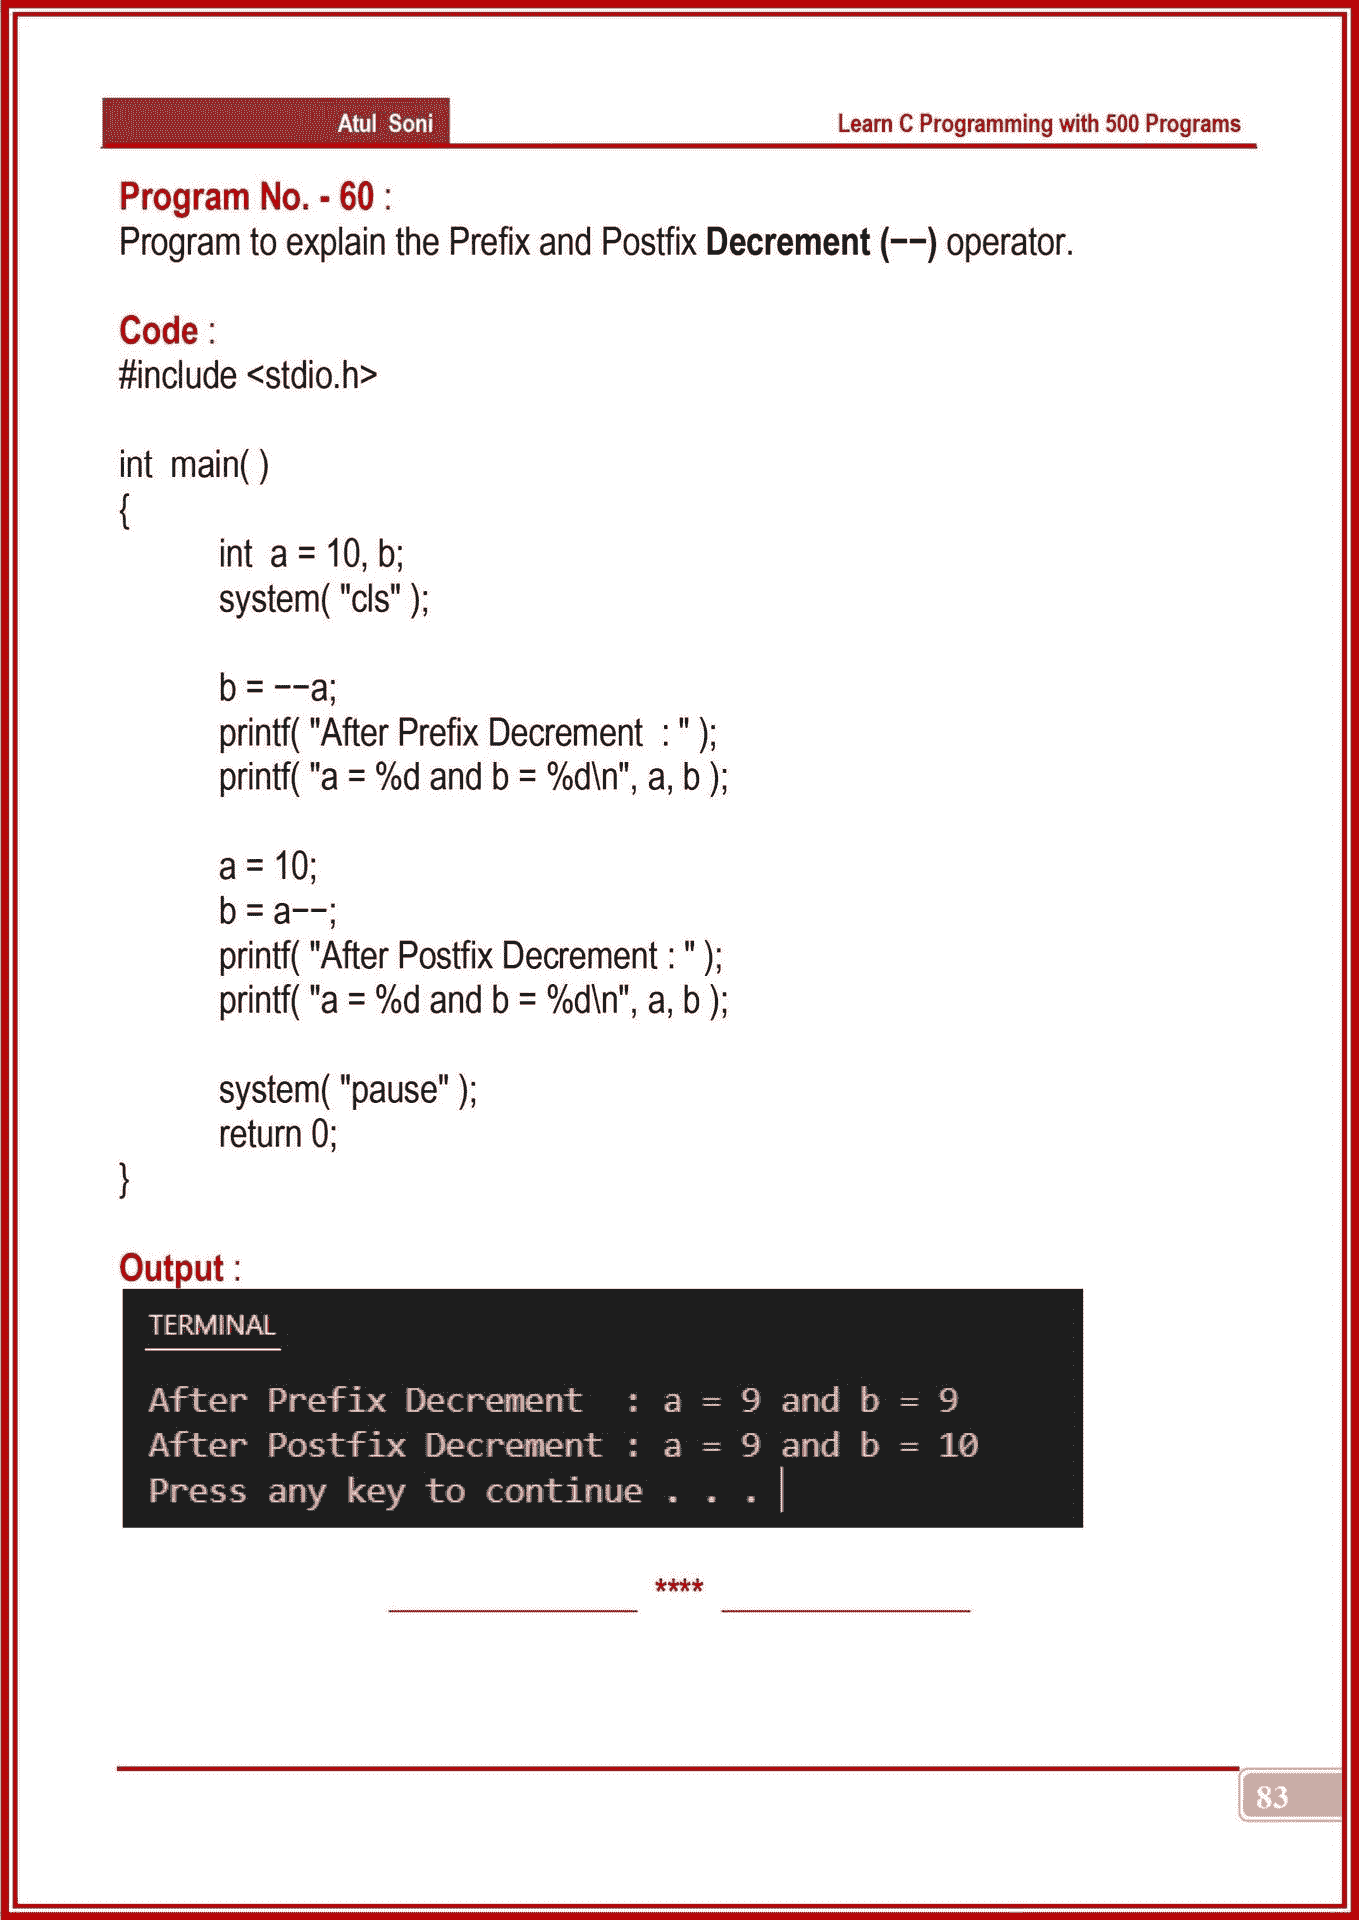 Atul  Soni
Learn C Programming with 500 Programs
Program No. - 60 :
Program to explain the Prefix and Postfix Decrement (−−) operator.
Code :
#include <stdio.h>
int  main( )
{
int  a = 10, b;
system( "cls" );
b = −−a;
printf( "After Prefix Decrement  : " );
printf( "a = %d and b = %d\n", a, b );
a = 10;
b = a−−;
printf( "After Postfix Decrement : " );
printf( "a = %d and b = %d\n", a, b );
system( "pause" );
return 0;
}
Output :
TERMINAL
After Prefix Decrement  : a = 9 and b = 9
After Postfix Decrement : a = 9 and b = 10
Press any key to continue . . .
****
83